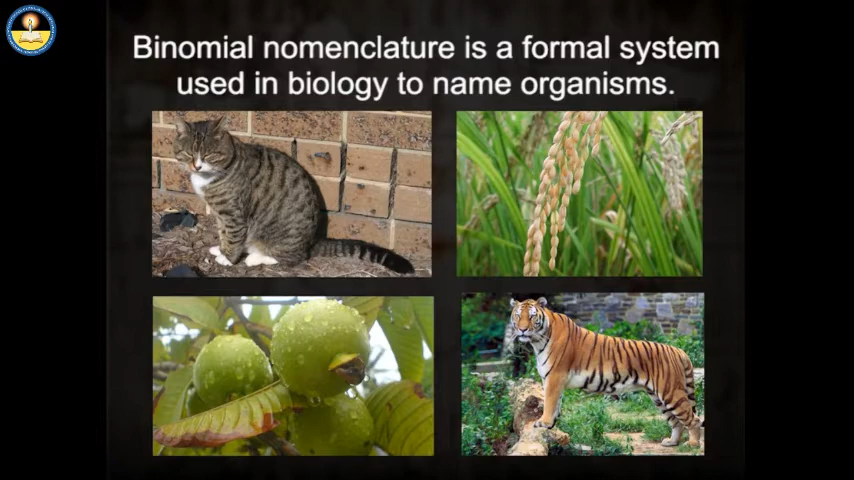 Binomial nomenclature is a formal system
used in biology to name organisms.